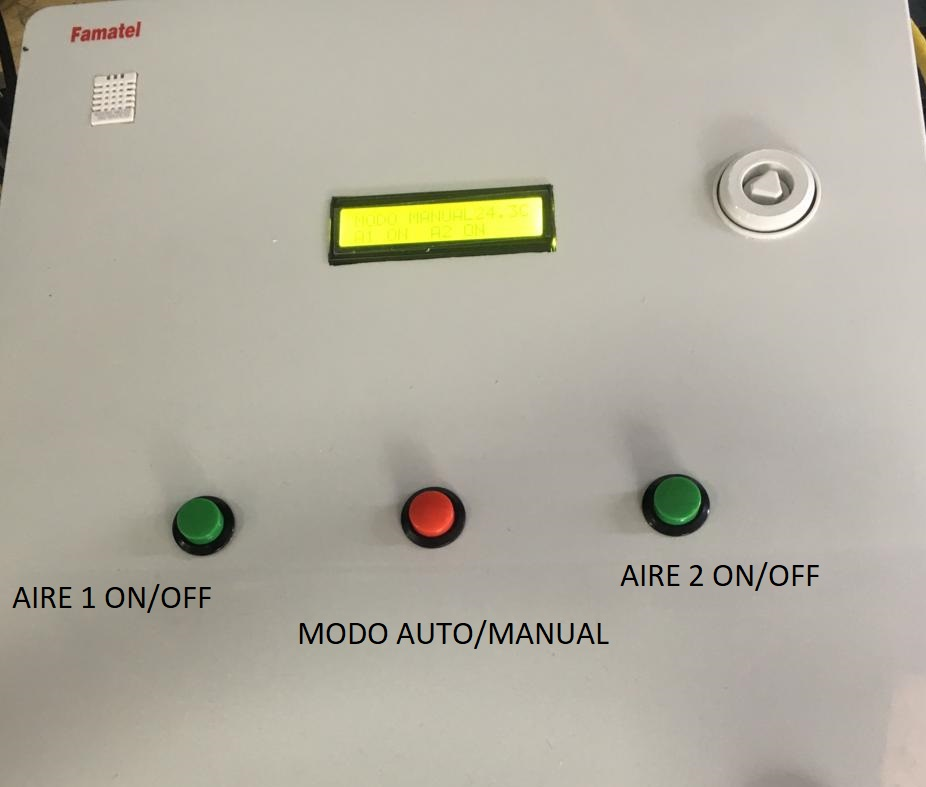 Famatel
MODO MANUAL24.3C
A1 ON A2 ON
AIRE 1 ON/OFF
AIRE 2 ON/OFF
MODO AUTO/MANUAL